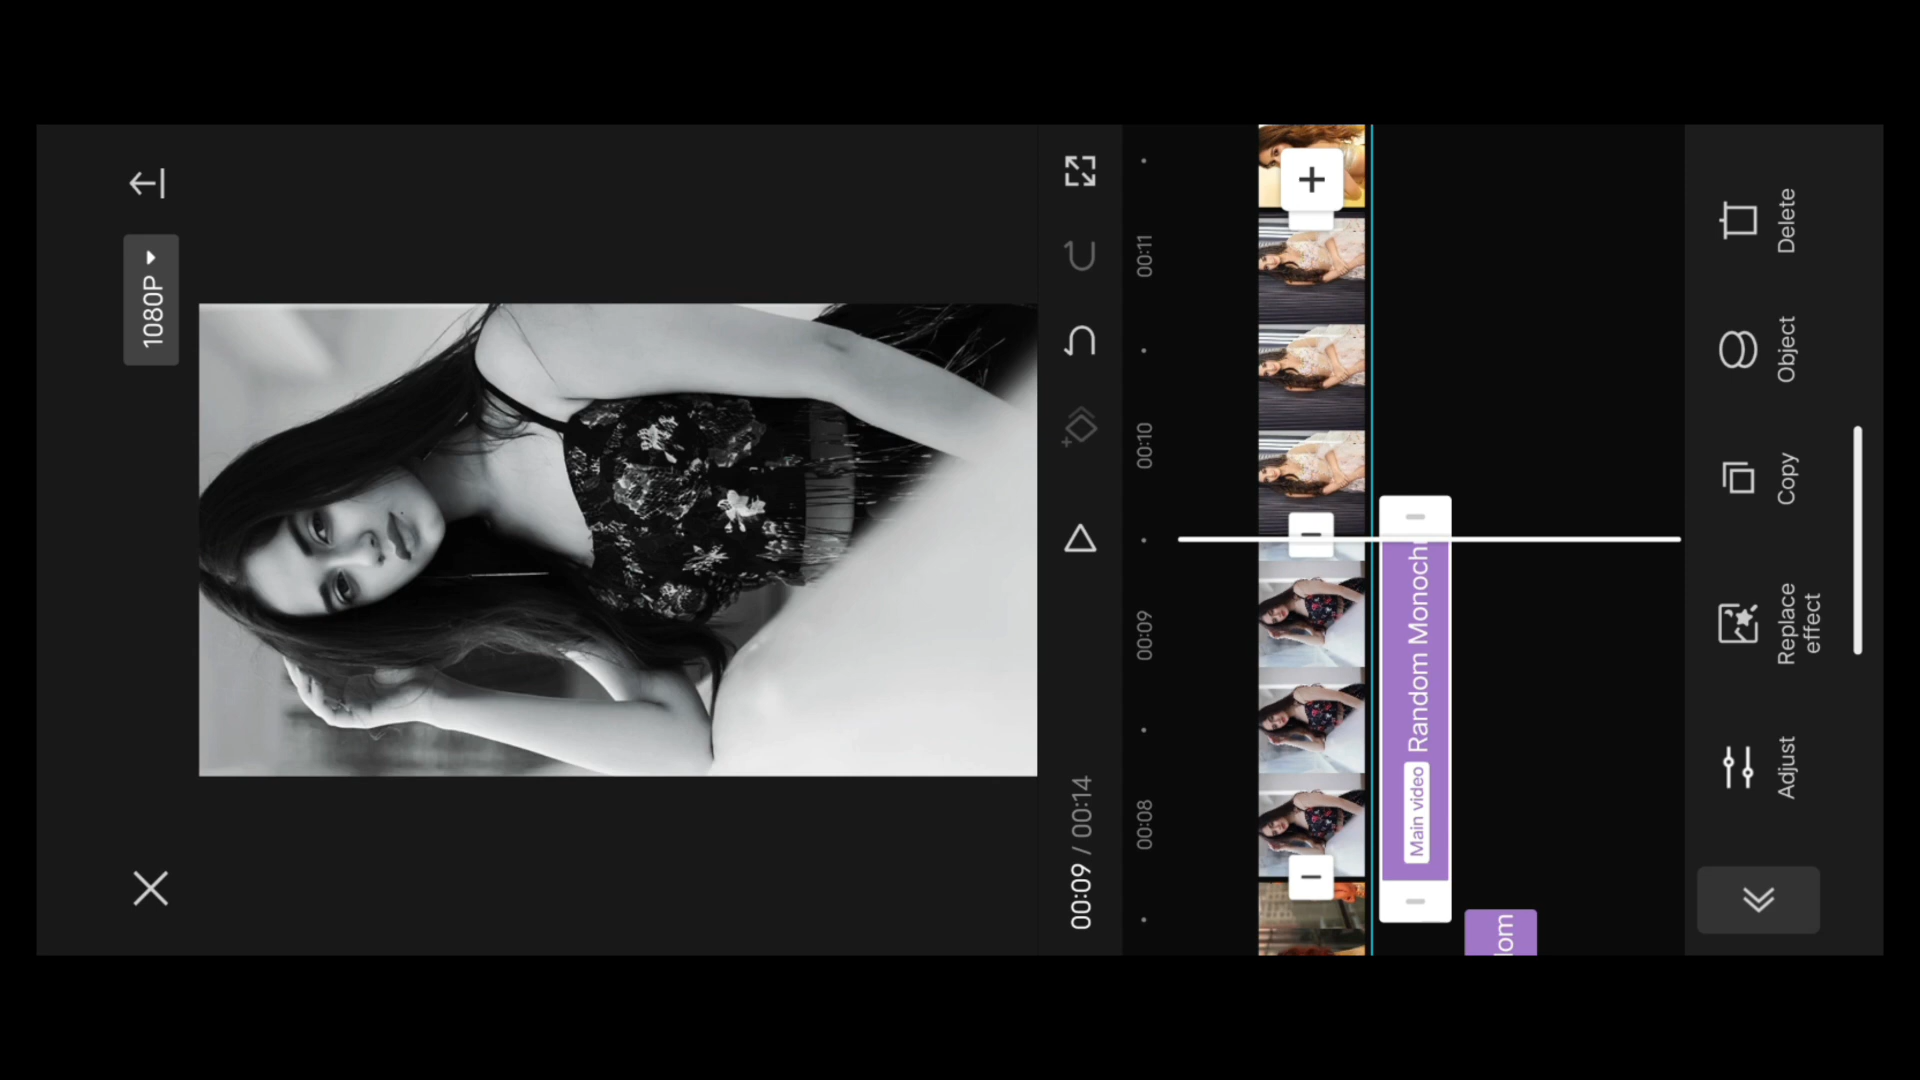 1080P
00:09 / 00:14
00:08
00:09
00:10
00:11
Main video Random Monoch
om
Adjust
Replace
effect
Copy
Object
Delete